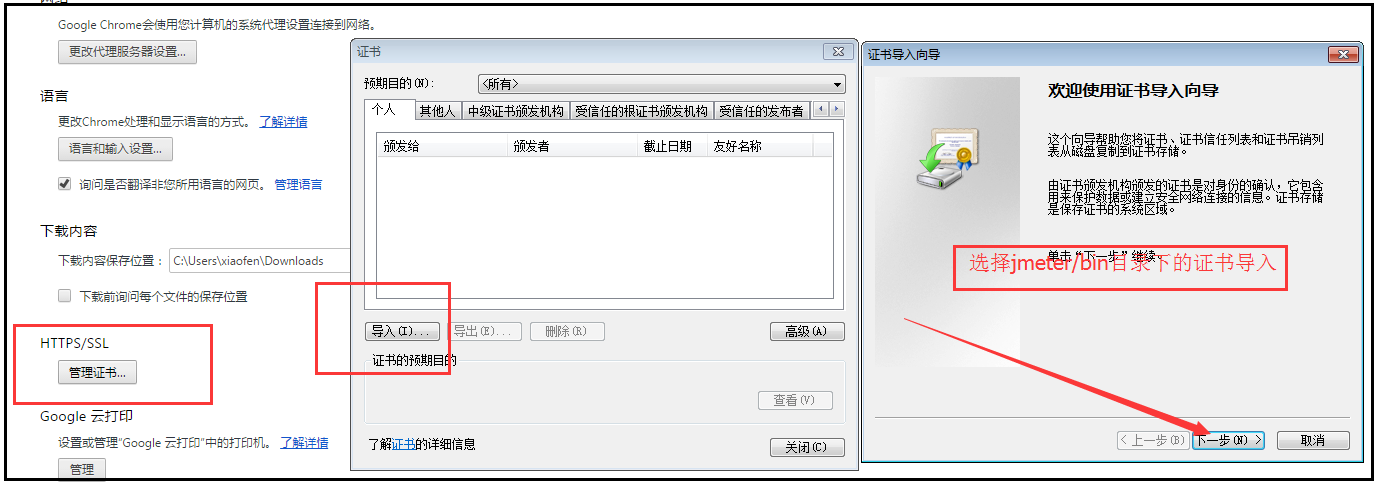 Google Chrome会使用您计算机的系统代理设置连接到网络。
更改代理服务器设置...
语言
更改Chrome处理和显示语言的方式。 了解详情
语言和输入设置...
询问是否翻译非您所用语言的网页。 管理语言
下载内容
下载内容保存位置： C:\Users\xiaofen\Downloads
下载前询问每个文件的保存位置
HTTPS/SSL
管理证书...
Google 云打印
设置或管理"Google 云打印"中的打印机。 了解详情
管理
证书
预期目的(N): <所有>
个人 其他人 中级证书颁发机构 受信任的根证书颁发机构 受信任的发布者
颁发给 颁发者 截止日期 友好名称
导入(I)... 导出(E)... 删除(R) 高级(A)
证书的预期目的
查看(V)
了解证书的详细信息
关闭(C)
证书导入向导
欢迎使用证书导入向导
这个向导帮助您将证书、证书信任列表和证书吊销列
表从磁盘复制到证书存储。
由证书颁发机构颁发的证书是对身份的确认，它包含
用来保护数据或建立安全网络连接的信息。证书存储
是保存证书的系统区域。
单击“下一步”继续。
选择jmeter/bin目录下的证书导入
< 上一步(B) 下一步(N) > 取消